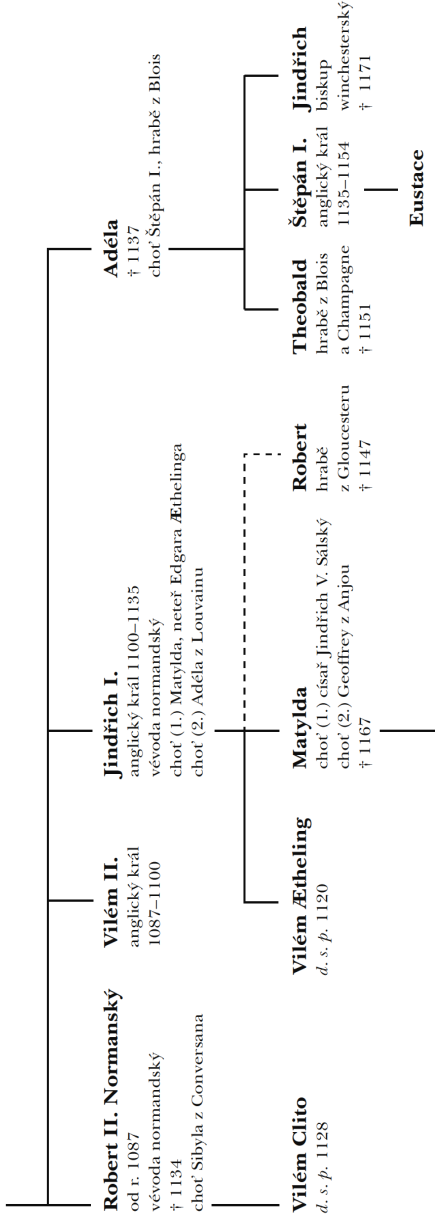 Robert II. Normanský
od r. 1087
vévoda normandský
† 1134
choť Sibyla z Conversana
Vilém II.
anglický král
1087–1100
Jindřich I.
anglický král 1100–1135
vévoda normandský
choť (1.) Matylda, neteř Edgara Æthelinga
choť (2.) Adéla z Louvainu
Adéla
† 1137
choť Štěpán I., hrabě z Blois
Vilém Clito
d. s. p. 1128
Vilém Ætheling
d. s. p. 1120
Matylda
choť (1.) císař Jindřich V. Sálský
choť (2.) Geoffrey z Anjou
† 1167
Robert
hrabě
z Gloucesteru
† 1147
Theobald
hrabě z Blois
a Champagne
† 1151
Štěpán I.
anglický král
1135–1154
Jindřich
biskup
winchesterský
† 1171
Eustace